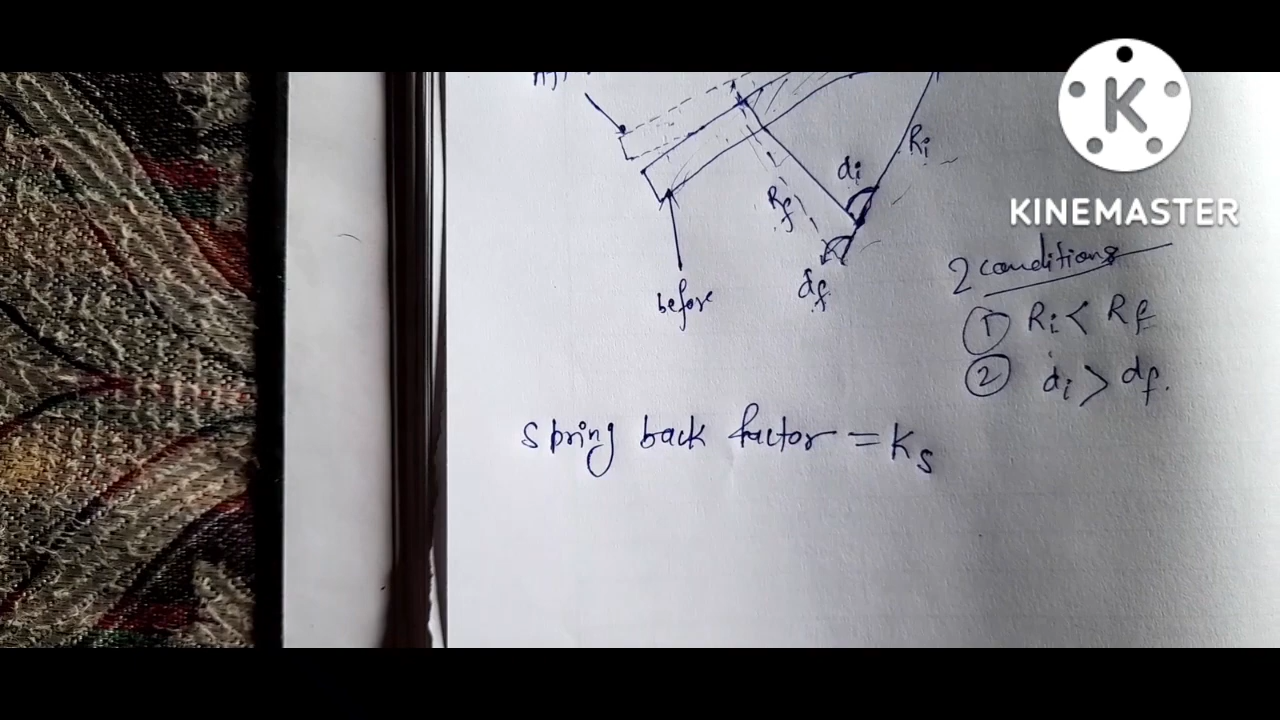 K
KINEMASTER
Ri
di
Rf
df
before
2 conditions
① Ri < Rf
② di > df.
spring back factor = Ks